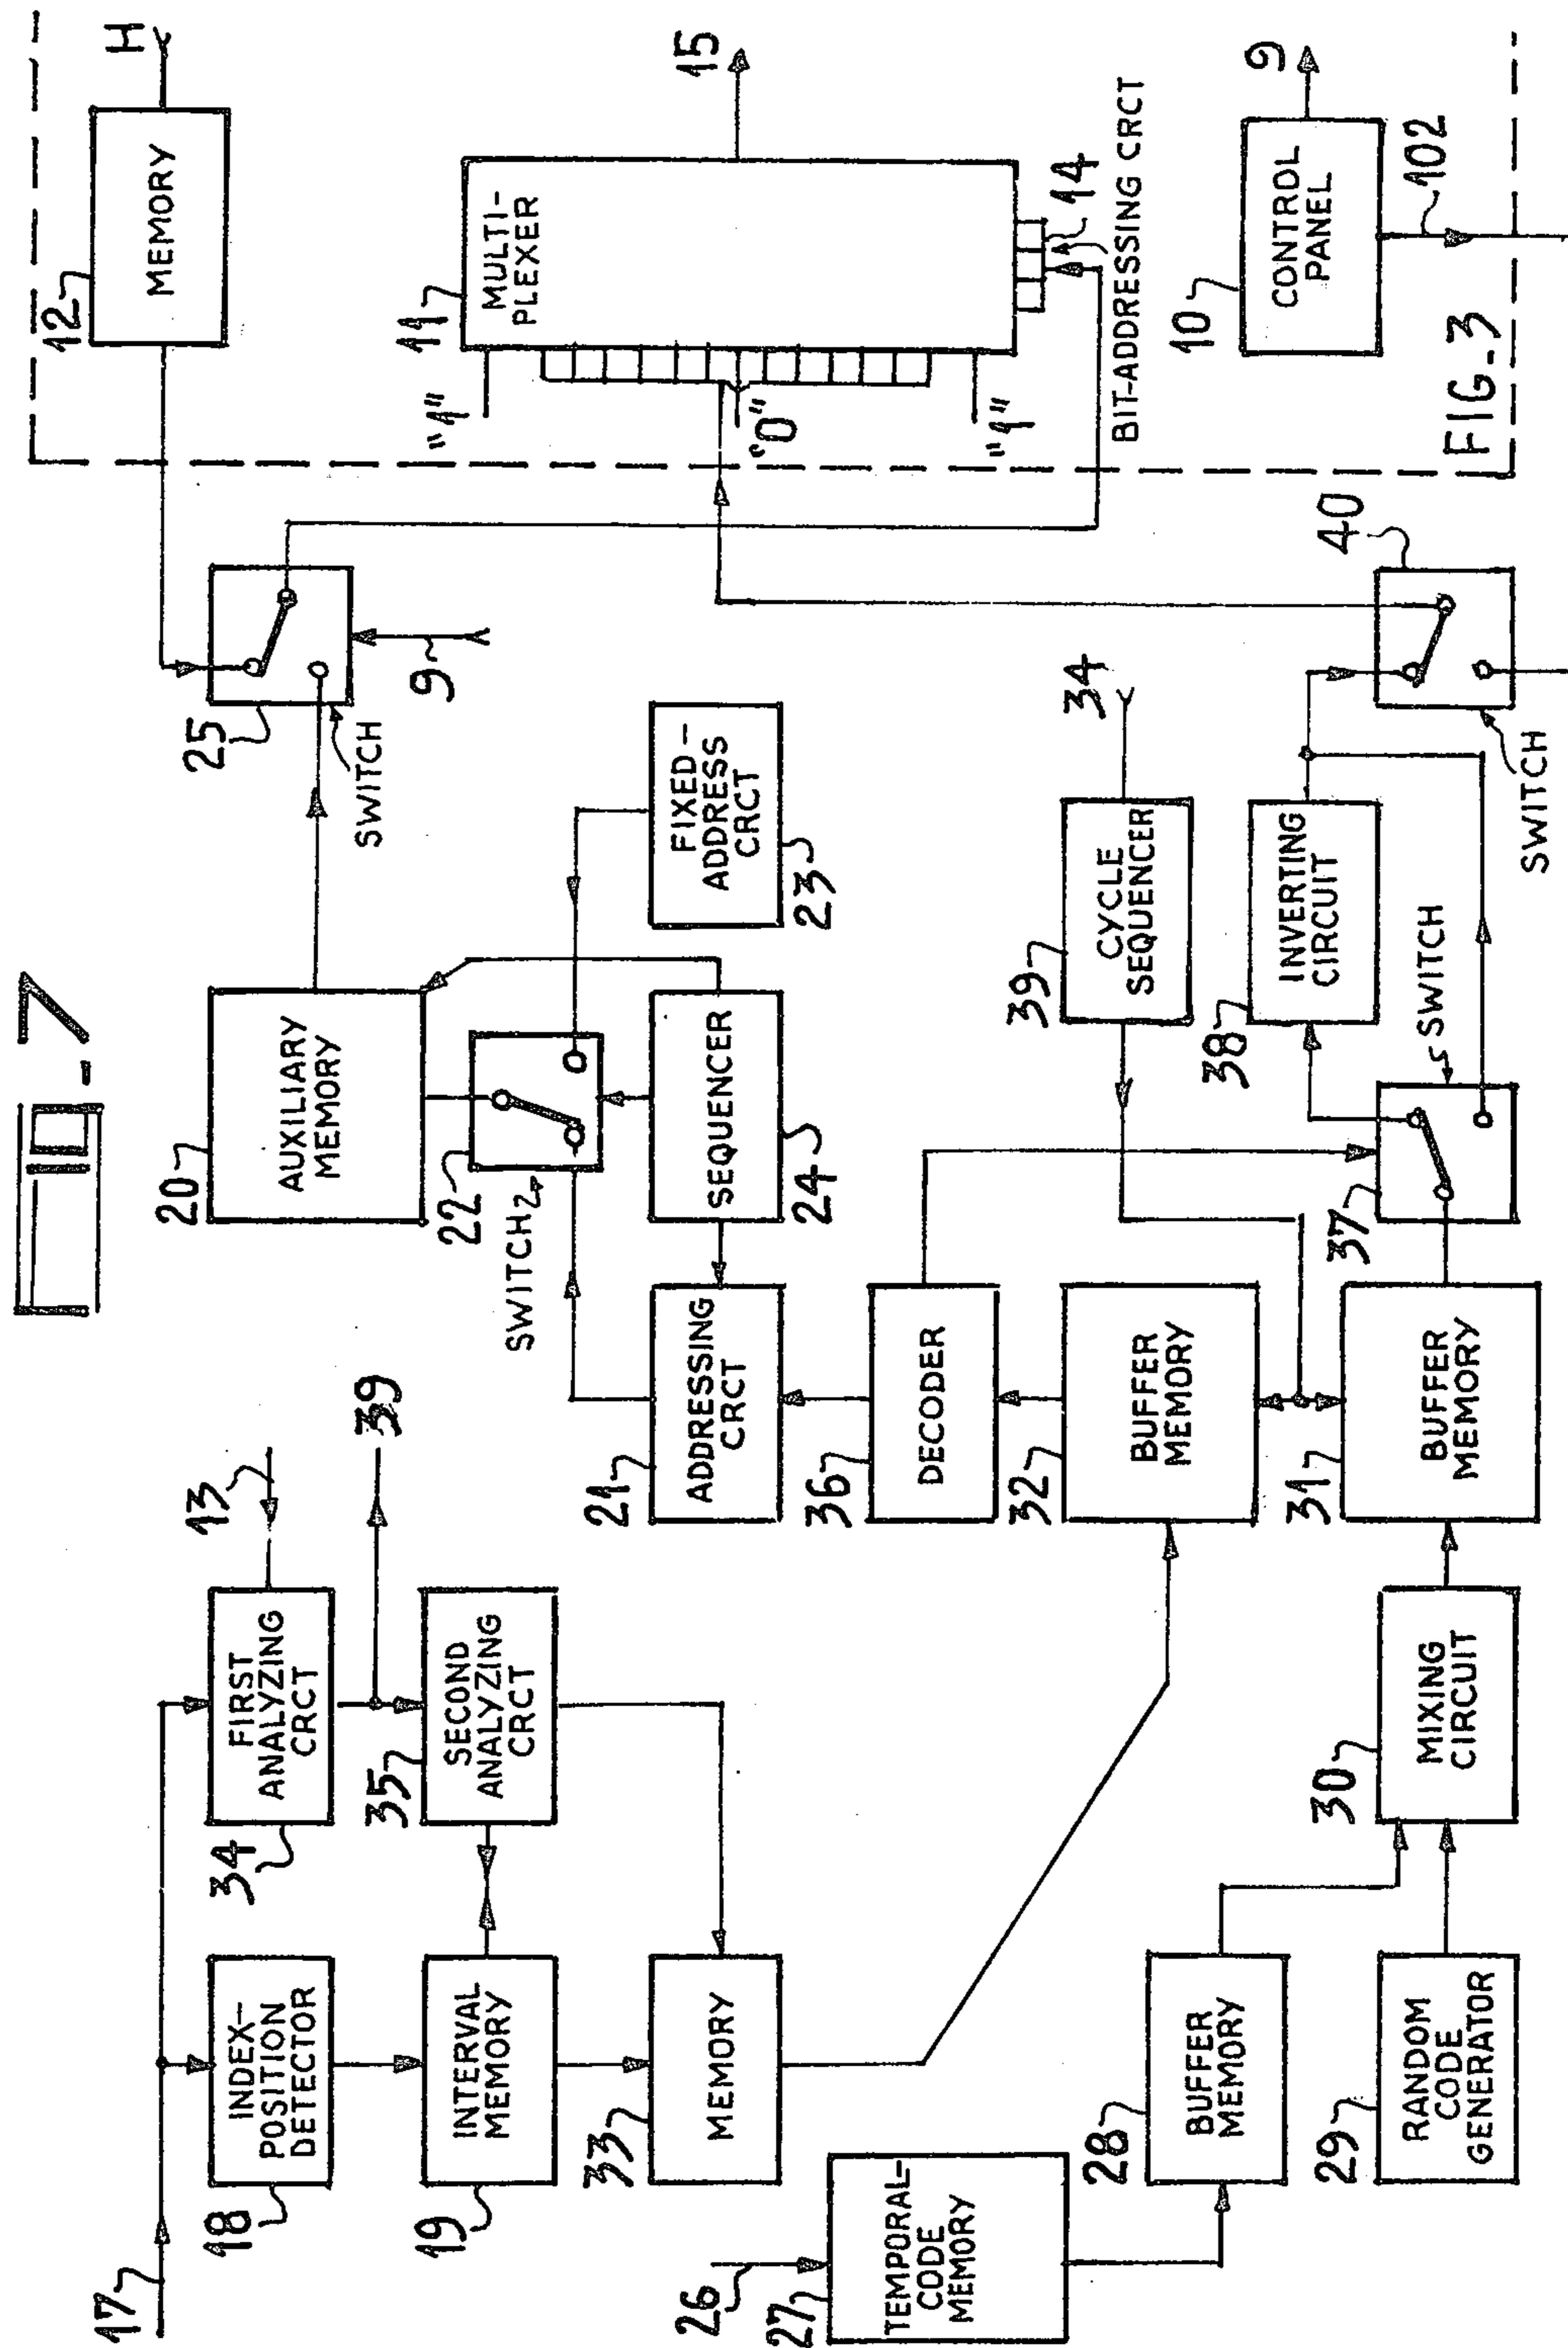 Fig-7
17
18
INDEX-
POSITION
DETECTOR
34
FIRST
ANALYZING
CRCT
13
39
19
INTERVAL
MEMORY
35
SECOND
ANALYZING
CRCT
33
MEMORY
26
27
TEMPORAL-
CODE
MEMORY
28
BUFFER
MEMORY
29
RANDOM
CODE
GENERATOR
30
MIXING
CIRCUIT
20
AUXILIARY
MEMORY
22
SWITCH
21
ADDRESSING
CRCT
24
SEQUENCER
23
FIXED-
ADDRESS
CRCT
36
DECODER
32
BUFFER
MEMORY
31
BUFFER
MEMORY
39
CYCLE
SEQUENCER
34
38
INVERTING
CIRCUIT
37
SWITCH
40
SWITCH
25
SWITCH
9
12
MEMORY
H
11
MULTI-
PLEXER
"1"
"0"
"1"
15
14
BIT-ADDRESSING CRCT
10
CONTROL
PANEL
9
102
FIG_3